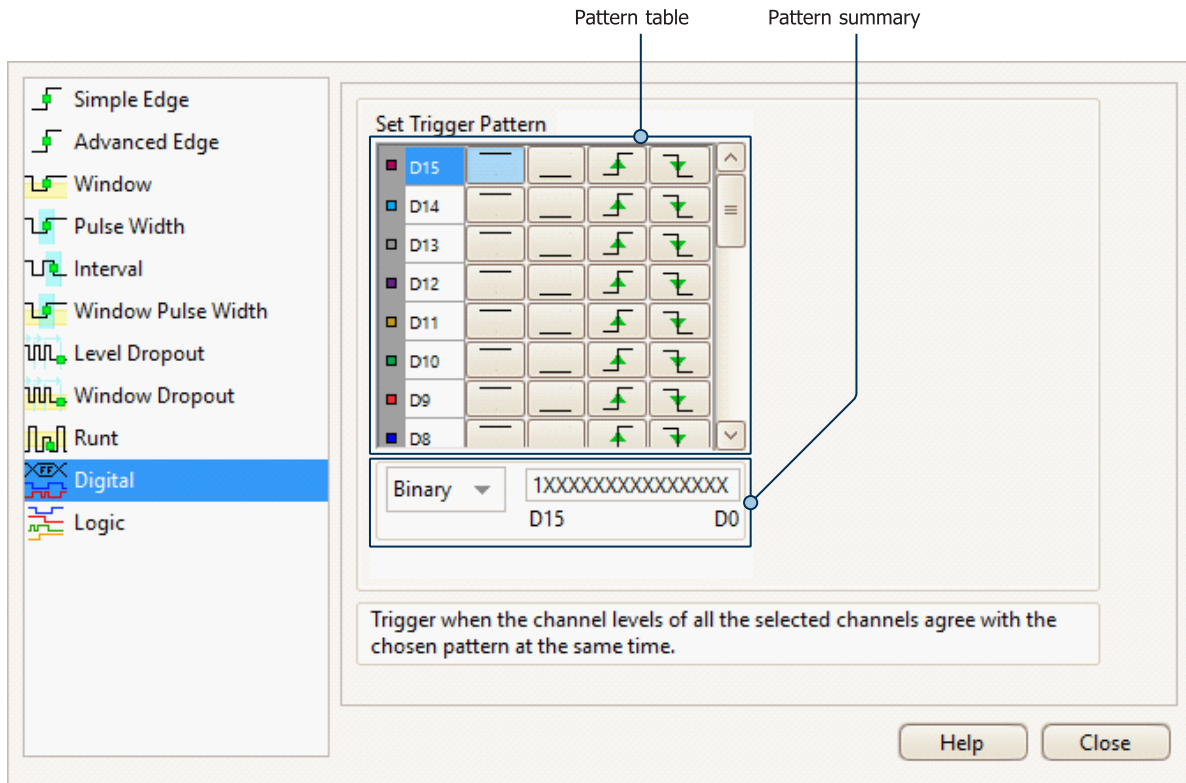 Pattern table
Pattern summary
Simple Edge
Advanced Edge
Window
Pulse Width
Interval
Window Pulse Width
Level Dropout
Window Dropout
Runt
Digital
Logic
Set Trigger Pattern
D15
D14
D13
D12
D11
D10
D9
D8
Binary
1XXXXXXXXXXXXXXX
D15 D0
Trigger when the channel levels of all the selected channels agree with the
chosen pattern at the same time.
Help
Close